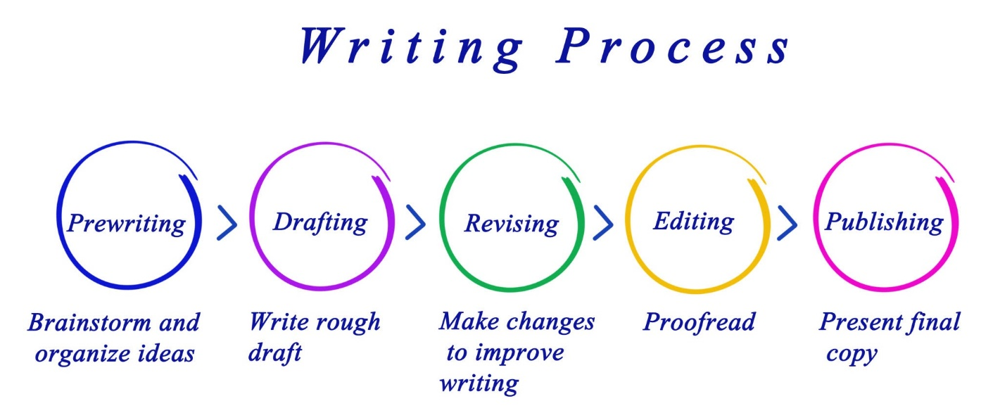 Writing Process
Prewriting > Drafting > Revising > Editing > Publishing
Brainstorm and
organize ideas
Write rough
draft
Make changes
to improve
writing
Proofread
Present final
copy